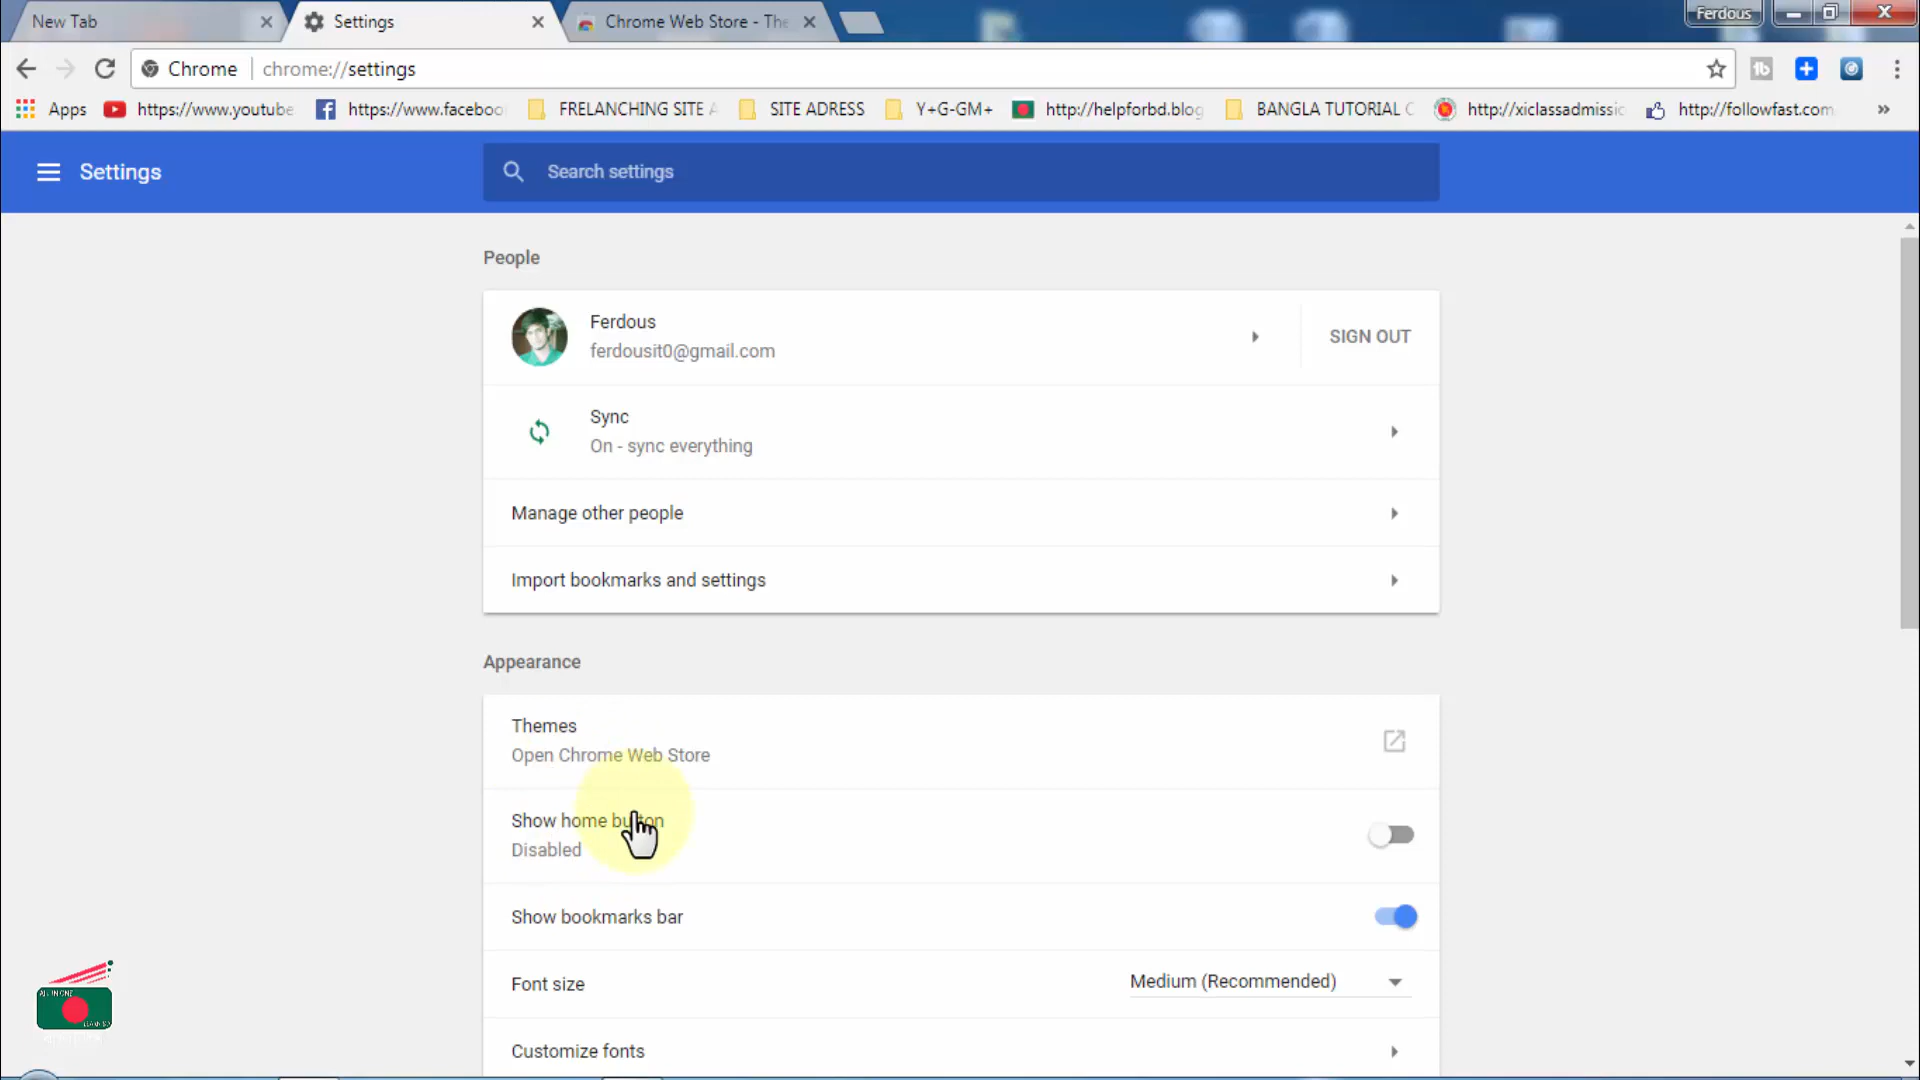 New Tab
Settings
Chrome Web Store - The
Ferdous
Chrome
chrome://settings
Apps
https://www.youtube
https://www.faceboo
FRELANCHING SITE A
SITE ADRESS
Y+G-GM+
http://helpforbd.blog
BANGLA TUTORIAL C
http://xiclassadmissic
http://followfast.com
»
Settings
Search settings
People
Ferdous
ferdousit0@gmail.com
SIGN OUT
Sync
On - sync everything
Manage other people
Import bookmarks and settings
Appearance
Themes
Open Chrome Web Store
Show home button
Disabled
Show bookmarks bar
Font size
Medium (Recommended)
Customize fonts
ALL IN ONE